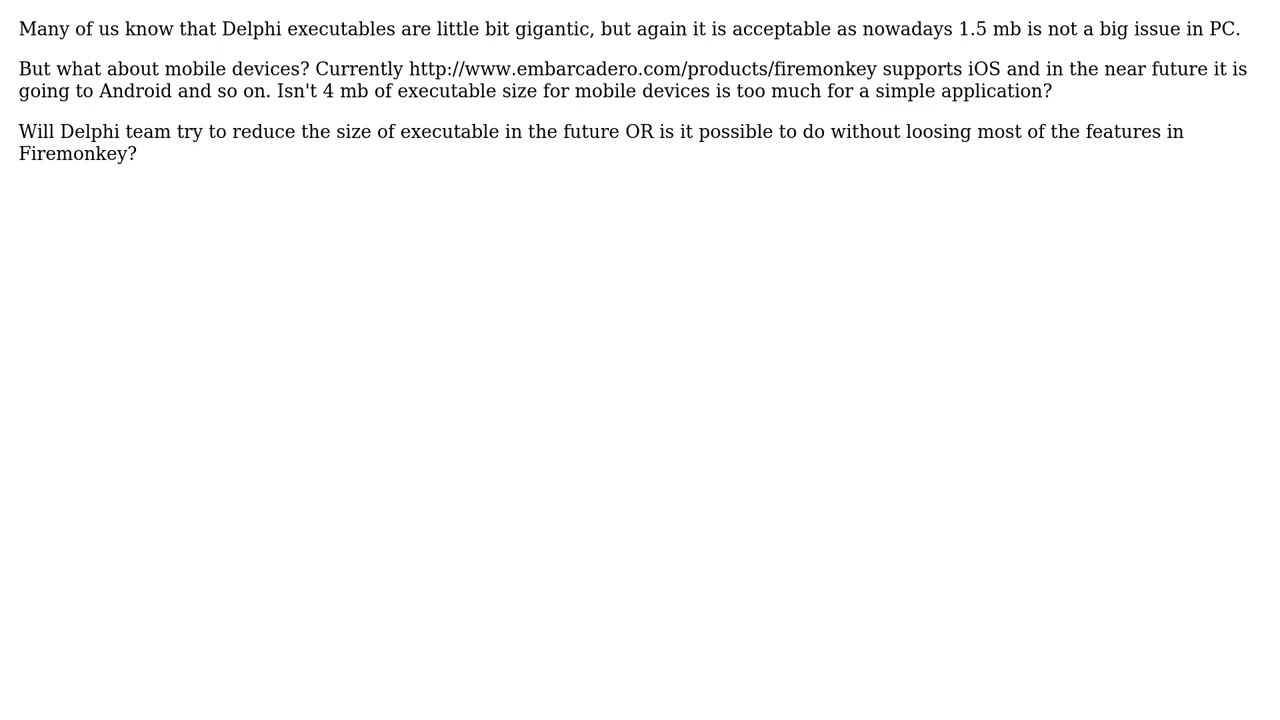 Many of us know that Delphi executables are little bit gigantic, but again it is acceptable as nowadays 1.5 mb is not a big issue in PC.
But what about mobile devices? Currently http://www.embarcadero.com/products/firemonkey supports iOS and in the near future it is
going to Android and so on. Isn't 4 mb of executable size for mobile devices is too much for a simple application?
Will Delphi team try to reduce the size of executable in the future OR is it possible to do without loosing most of the features in
Firemonkey?